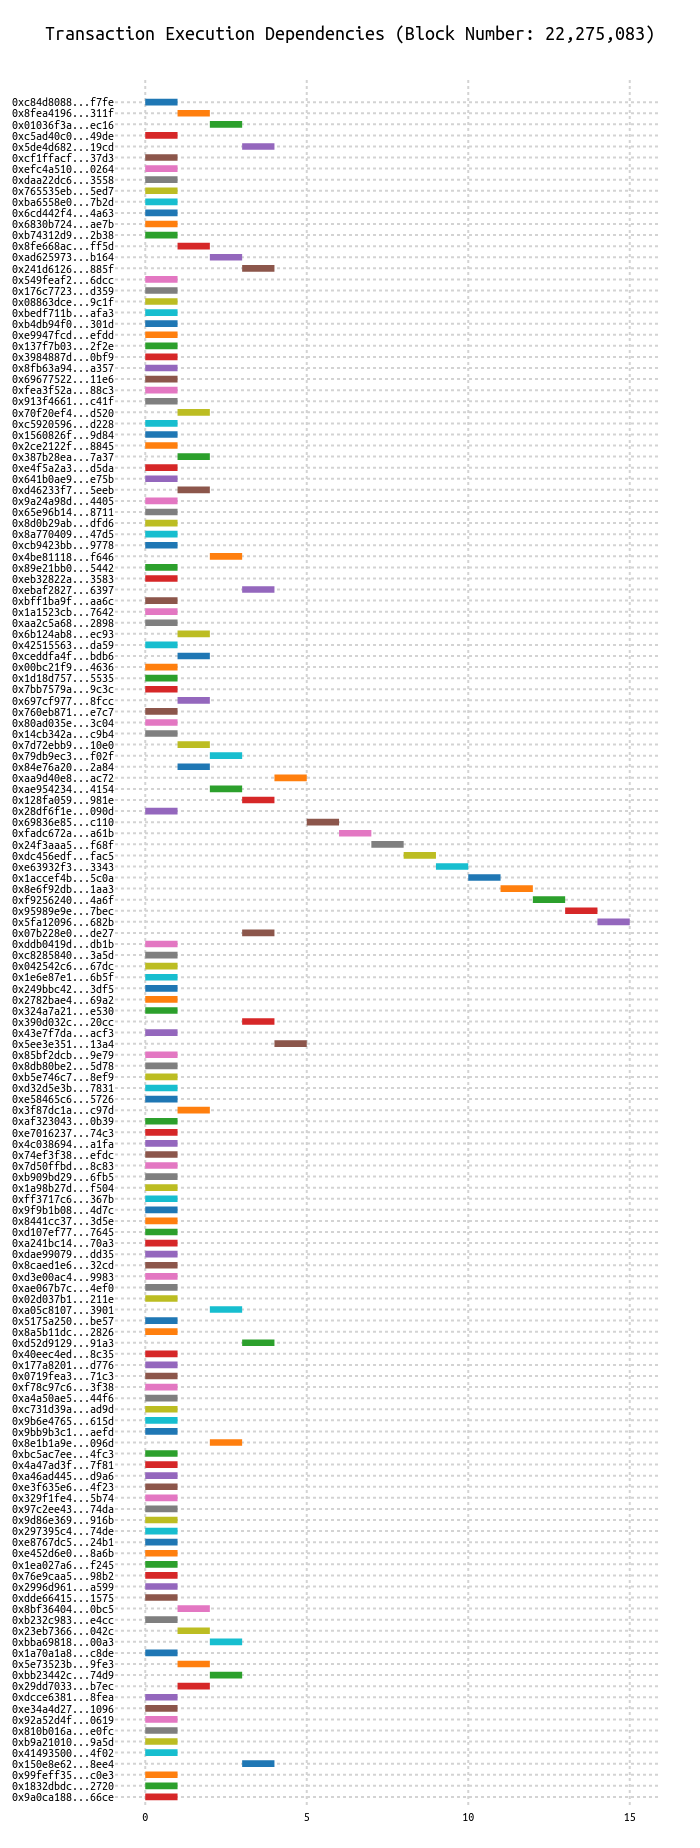 Transaction Execution Dependencies (Block Number: 22,275,083)
0xc84d8088...f7fe
0x8fea4196...311f
0x01036f3a...ec16
0xc5ad40c0...49de
0x5de4d682...19cd
0xcf1ffacf...37d3
0xefc4a510...0264
0xdaa22dc6...3558
0x765535eb...5ed7
0xba6558e0...7b2d
0x6cd442f4...4a63
0x6830b724...ae7b
0xb74312d9...2b38
0x8fe668ac...ff5d
0xad625973...b164
0x241d6126...885f
0x549feaf2...6dcc
0x176c7723...d359
0x08863dce...9c1f
0xbedf711b...afa3
0xb4db94f0...301d
0xe9947fcd...efdd
0x137f7b03...2f2e
0x3984887d...0bf9
0x8fb63a94...a357
0x69677522...11e6
0xfea3f52a...88c3
0x913f4661...c41f
0x70f20ef4...d520
0xc5920596...d228
0x1560826f...9d84
0x2ce2122f...8845
0x387b28ea...7a37
0xe4f5a2a3...d5da
0x641b0ae9...e75b
0xd46233f7...5eeb
0x9a24a98d...4405
0x65e96b14...8711
0x8d0b29ab...dfd6
0x8a770409...47d5
0xcb9423bb...9778
0x4be81118...f646
0x89e21bb0...5442
0xeb32822a...3583
0xebaf2827...6397
0xbff1ba9f...aa6c
0x1a1523cb...7642
0xaa2c5a68...2898
0x6b124ab8...ec93
0x42515563...da59
0xceddfa4f...bdb6
0x00bc21f9...4636
0x1d18d757...5535
0x7bb7579a...9c3c
0x697cf977...8fcc
0x760eb871...e7c7
0x80ad035e...3c04
0x14cb342a...c9b4
0x7d72ebb9...10e0
0x79db9ec3...f02f
0x84e76a20...2a84
0xaa9d40e8...ac72
0xae954234...4154
0x128fa059...981e
0x28df6f1e...090d
0x69836e85...c110
0xfadc672a...a61b
0x24f3aaa5...f68f
0xdc456edf...fac5
0xe63932f3...3343
0x1accef4b...5c0a
0x8e6f92db...1aa3
0xf9256240...4a6f
0x95989e9e...7bec
0x5fa12096...682b
0x07b228e0...de27
0xddb0419d...db1b
0xc8285840...3a5d
0x042542c6...67dc
0x1e6e87e1...6b5f
0x249bbc42...3df5
0x2782bae4...69a2
0x324a7a21...e530
0x390d032c...20cc
0x43e7f7da...acf3
0x5ee3e351...13a4
0x85bf2dcb...9e79
0x8db80be2...5d78
0xb5e746c7...8ef9
0xd32d5e3b...7831
0xe58465c6...5726
0x3f87dc1a...c97d
0xaf323043...0b39
0xe7016237...74c3
0x4c038694...a1fa
0x74ef3f38...efdc
0x7d50ffbd...8c83
0xb909bd29...6fb5
0x1a98b27d...f504
0xff3717c6...367b
0x9f9b1b08...4d7c
0x8441cc37...3d5e
0xd107ef77...7645
0xa241bc14...70a3
0xdae99079...dd35
0x8caed1e6...32cd
0xd3e00ac4...9983
0xae067b7c...4ef0
0x02d037b1...211e
0xa05c8107...3901
0x5175a250...be57
0x8a5b11dc...2826
0xd52d9129...91a3
0x40eec4ed...8c35
0x177a8201...d776
0x0719fea3...71c3
0xf78c97c6...3f38
0xa4a50ae5...44f6
0xc731d39a...ad9d
0x9b6e4765...615d
0x9bb9b3c1...aefd
0x8e1b1a9e...096d
0xbc5ac7ee...4fc3
0x4a47ad3f...7f81
0xa46ad445...d9a6
0xe3f635e6...4f23
0x329f1fe4...5b74
0x97c2ee43...74da
0x9d86e369...916b
0x297395c4...74de
0xe8767dc5...24b1
0xe452d6e0...8a6b
0x1ea027a6...f245
0x76e9caa5...98b2
0x2996d961...a599
0xdde66415...1575
0x8bf36404...0bc5
0xb232c983...e4cc
0x23eb7366...042c
0xbba69818...00a3
0x1a70a1a8...c8de
0x5e73523b...9fe3
0xbb23442c...74d9
0x29dd7033...b7ec
0xdcce6381...8fea
0xe34a4d27...1096
0x92a52d4f...0619
0x810b016a...e0fc
0xb9a21010...9a5d
0x41493500...4f02
0x150e8e62...8ee4
0x99feff35...c0e3
0x1832dbdc...2720
0x9a0ca188...66ce
0 5 10 15